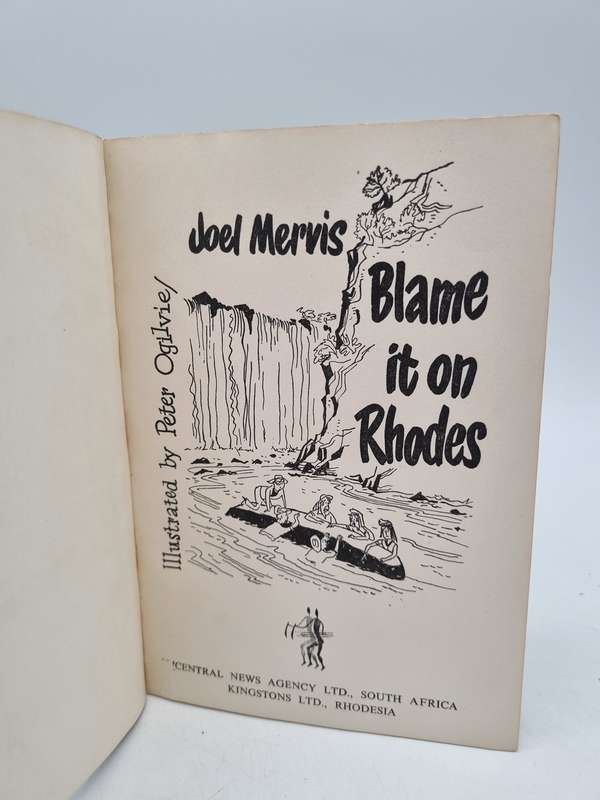 Joel Mervis
Blame
it on
Rhodes
Illustrated by Peter Ogilvie/
CENTRAL NEWS AGENCY LTD., SOUTH AFRICA
KINGSTONS LTD., RHODESIA